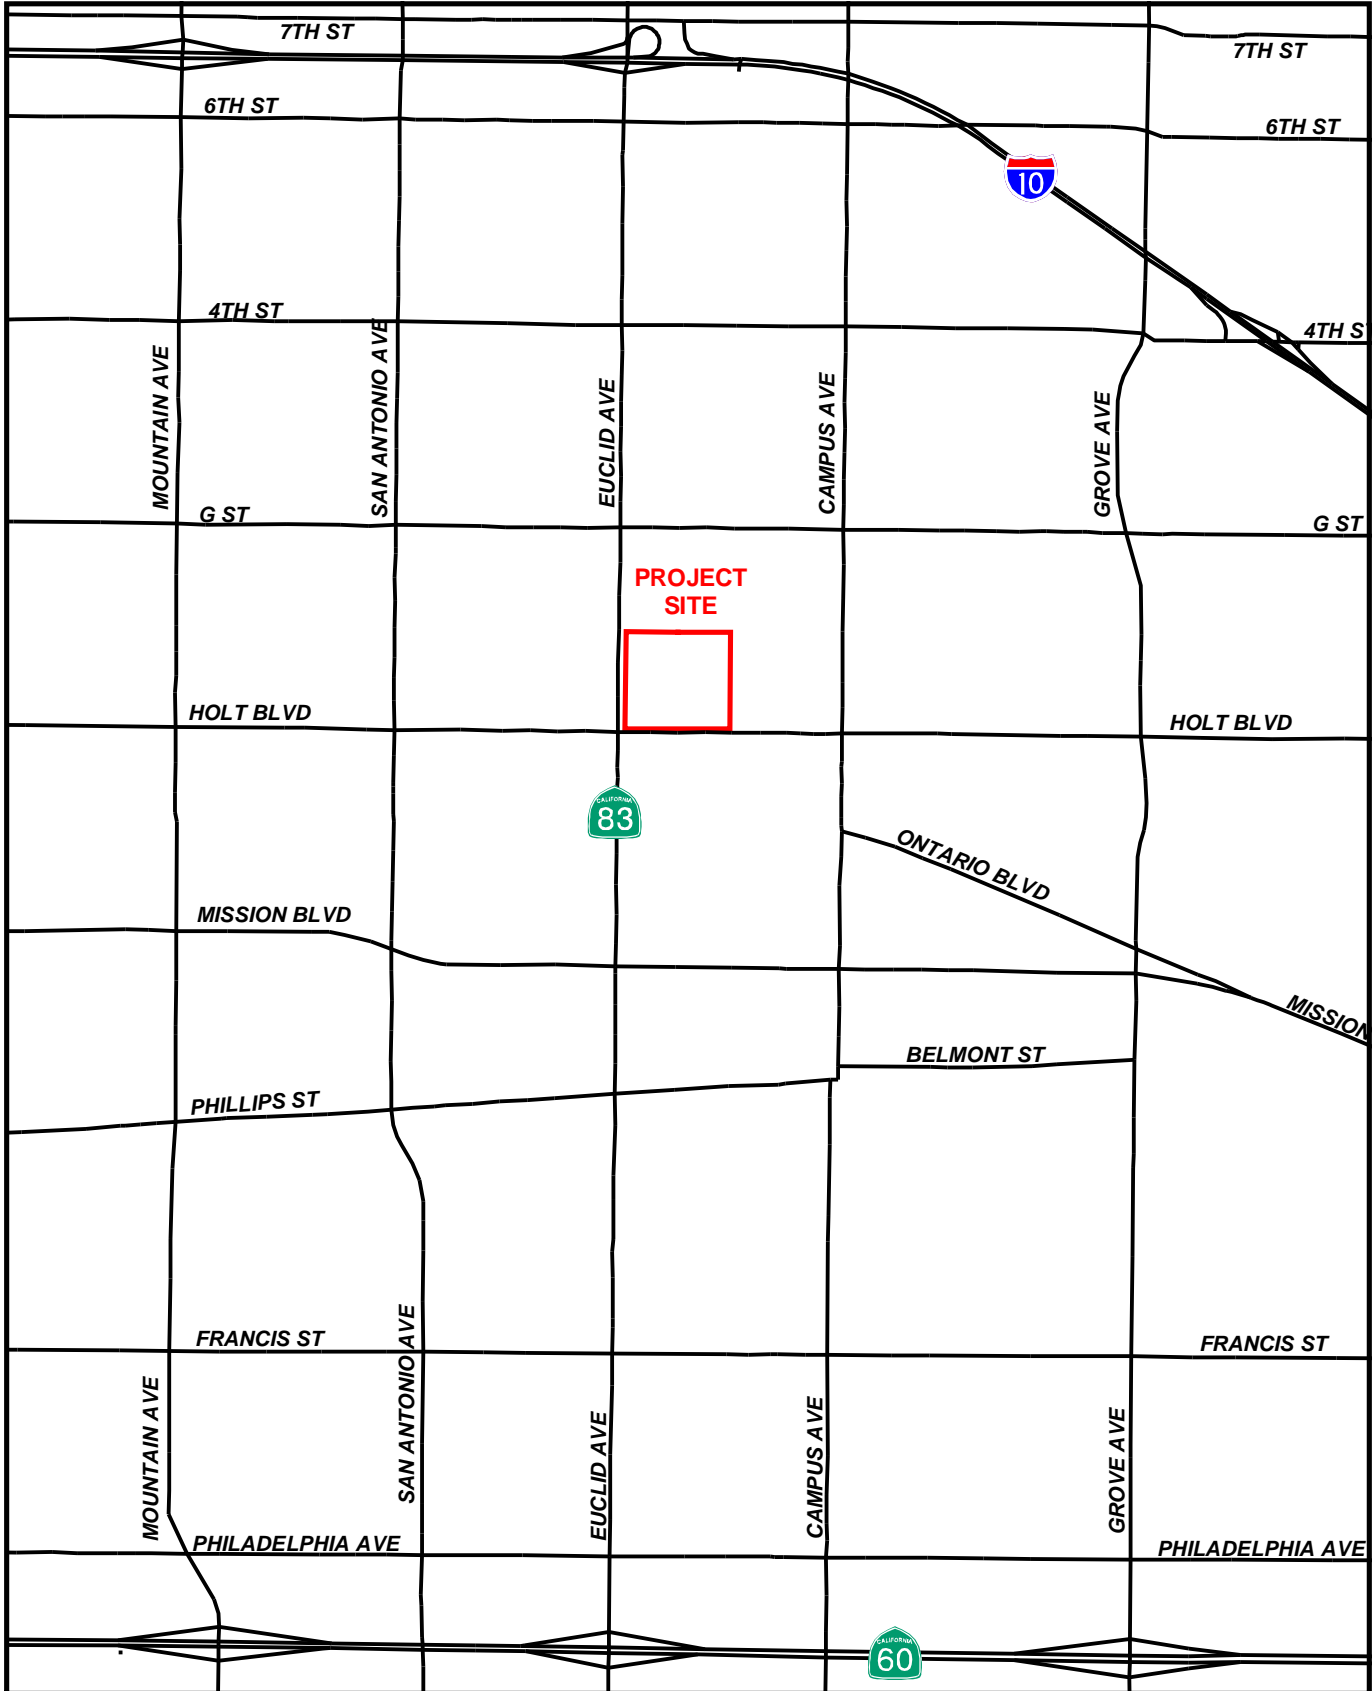 7TH ST
7TH ST
6TH ST
6TH ST
10
4TH ST
4TH S
MOUNTAIN AVE
SAN ANTONIO AVE
EUCLID AVE
CAMPUS AVE
GROVE AVE
G ST
G ST
PROJECT
SITE
HOLT BLVD
HOLT BLVD
CALIFORNIA
83
ONTARIO BLVD
MISSION BLVD
MISSION
BELMONT ST
PHILLIPS ST
FRANCIS ST
FRANCIS ST
MOUNTAIN AVE
SAN ANTONIO AVE
EUCLID AVE
CAMPUS AVE
GROVE AVE
PHILADELPHIA AVE
PHILADELPHIA AVE
CALIFORNIA
60